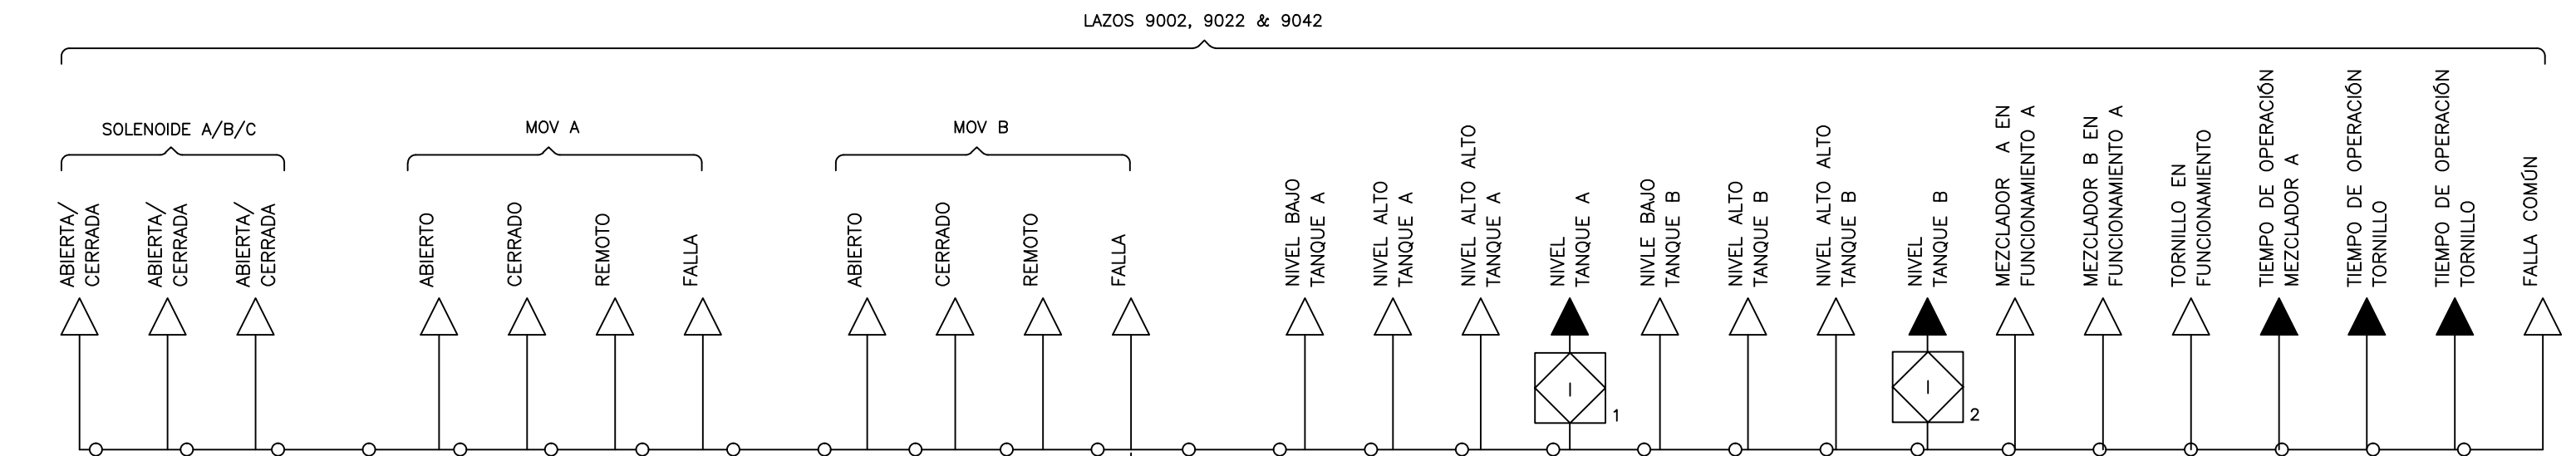 LAZOS 9002, 9022 & 9042
SOLENOIDE A/B/C
MOV A
MOV B
ABIERTA/
CERRADA
ABIERTA/
CERRADA
ABIERTA/
CERRADA
ABIERTO
CERRADO
REMOTO
FALLA
ABIERTO
CERRADO
REMOTO
FALLA
NIVEL BAJO
TANQUE A
NIVEL ALTO
TANQUE A
NIVEL ALTO ALTO
TANQUE A
NIVEL
TANQUE A
NIVLE BAJO
TANQUE B
NIVEL ALTO
TANQUE B
NIVEL ALTO ALTO
TANQUE B
NIVEL
TANQUE B
MEZCLADOR A EN
FUNCIONAMIENTO A
MEZCLADOR B EN
FUNCIONAMIENTO A
TORNILLO EN
FUNCIONAMIENTO
TIEMPO DE OPERACIÓN
MEZCLADOR A
TIEMPO DE OPERACIÓN
TORNILLO
TIEMPO DE OPERACIÓN
TORNILLO
FALLA COMÚN
I
1
I
2